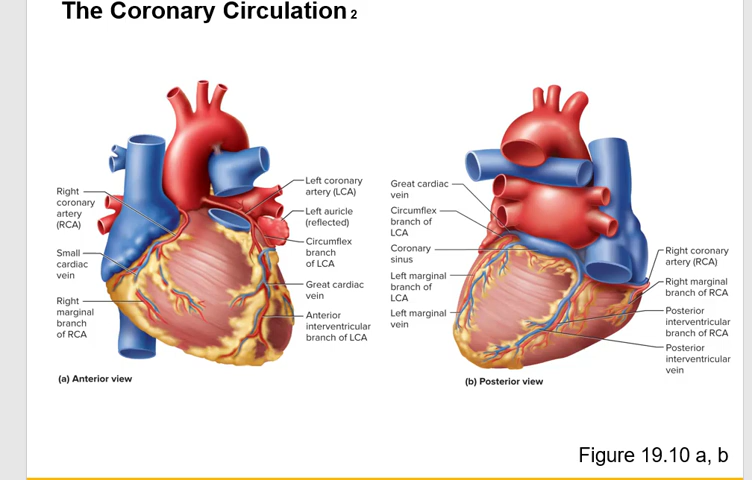 The Coronary Circulation 2
Right
coronary
artery
(RCA)
Small
cardiac
vein
Right
marginal
branch
of RCA
Left coronary
artery (LCA)
Left auricle
(reflected)
Circumflex
branch
of LCA
Great cardiac
vein
Anterior
interventricular
branch of LCA
(a) Anterior view
Great cardiac
vein
Circumflex
branch of
LCA
Coronary
sinus
Left marginal
branch of
LCA
Left marginal
vein
Right coronary
artery (RCA)
Right marginal
branch of RCA
Posterior
interventricular
branch of RCA
Posterior
interventricular
vein
(b) Posterior view
Figure 19.10 a, b